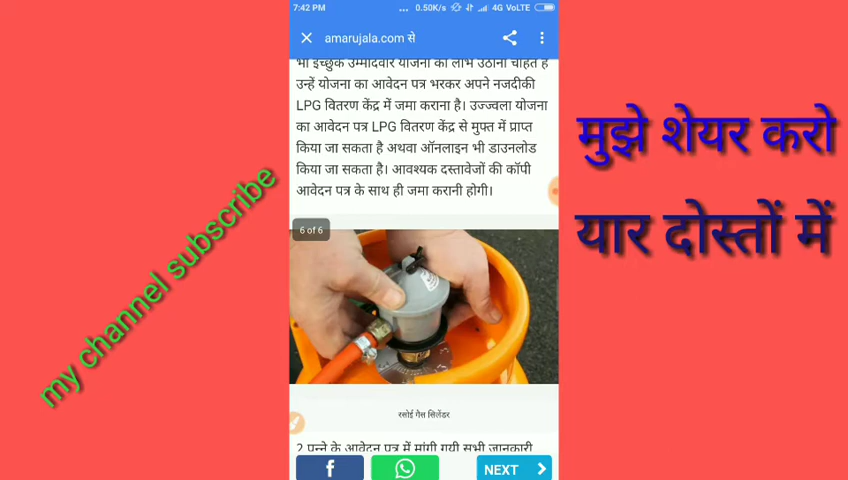 7:42 PM
... 0.50K/s 4G VoLTE
amarujala.com से
भी इच्छुक उम्मीदवार योजना का लाभ उठाना चाहते हैं
उन्हें योजना का आवेदन पत्र भरकर अपने नजदीकी
LPG वितरण केंद्र में जमा कराना है। उज्ज्वला योजना
का आवेदन पत्र LPG वितरण केंद्र से मुफ्त में प्राप्त
किया जा सकता है अथवा ऑनलाइन भी डाउनलोड
किया जा सकता है। आवश्यक दस्तावेजों की कॉपी
आवेदन पत्र के साथ ही जमा करानी होगी।
6 of 6
रसोई गैस सिलेंडर
2 पन्ने के आवेदन पत्र में मांगी गयी सभी जानकारी
f
NEXT
my channel subscribe
मुझे शेयर करो
यार दोस्तों में